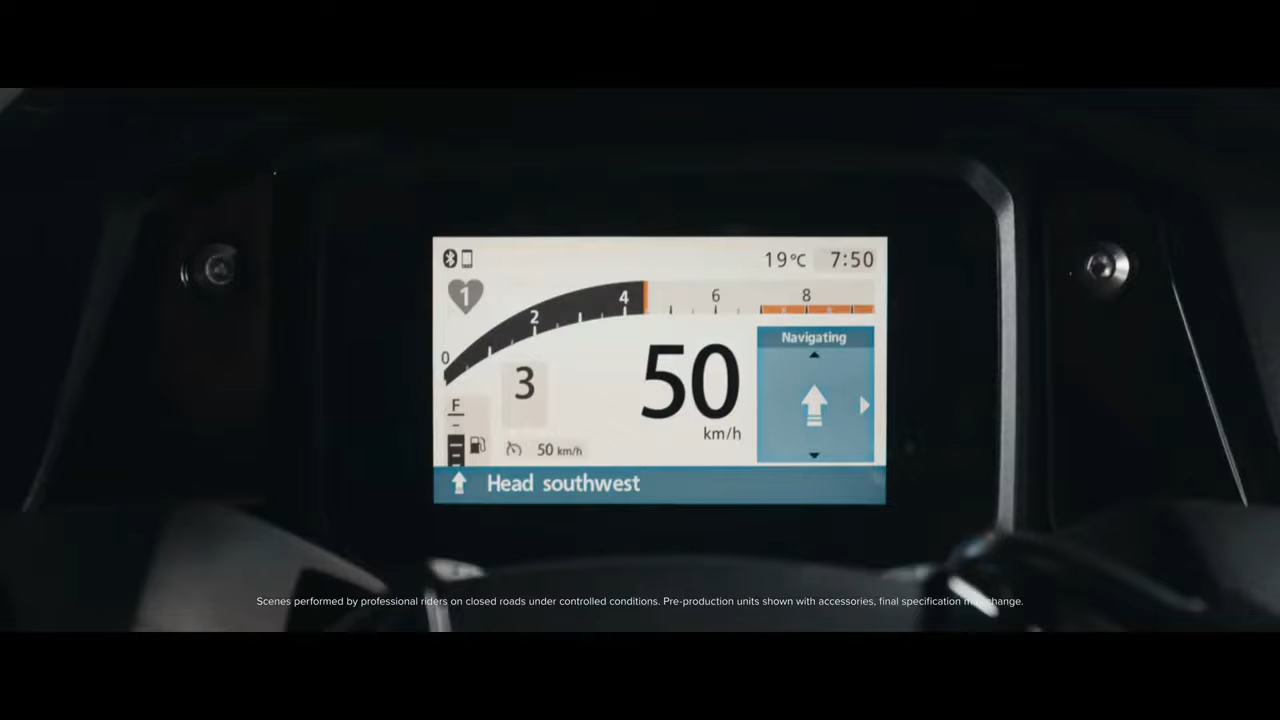 19°C 7:50
1
0 2 4 6 8
Navigating
3
50
km/h
F
50 km/h
Head southwest
Scenes performed by professional riders on closed roads under controlled conditions. Pre-production units shown with accessories, final specification change.